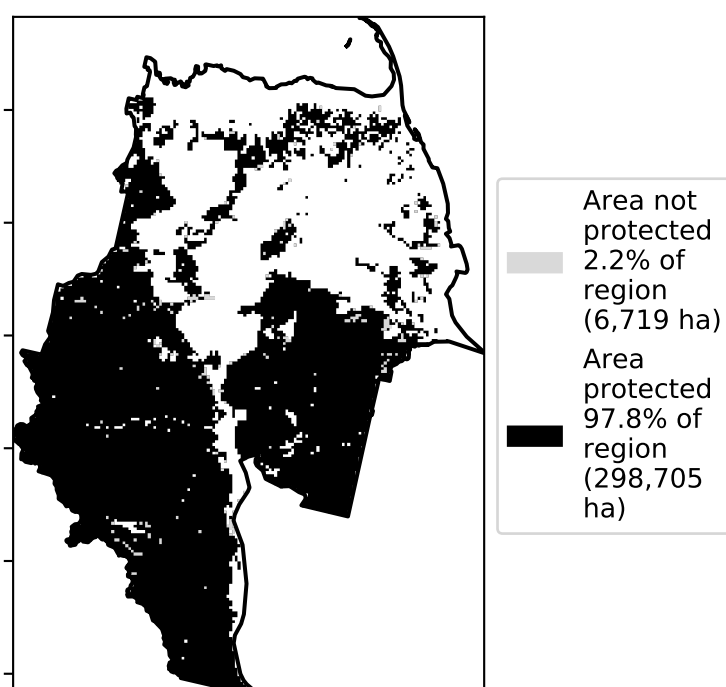 Area not
protected
2.2% of
region
(6,719 ha)
Area
protected
97.8% of
region
(298,705
ha)